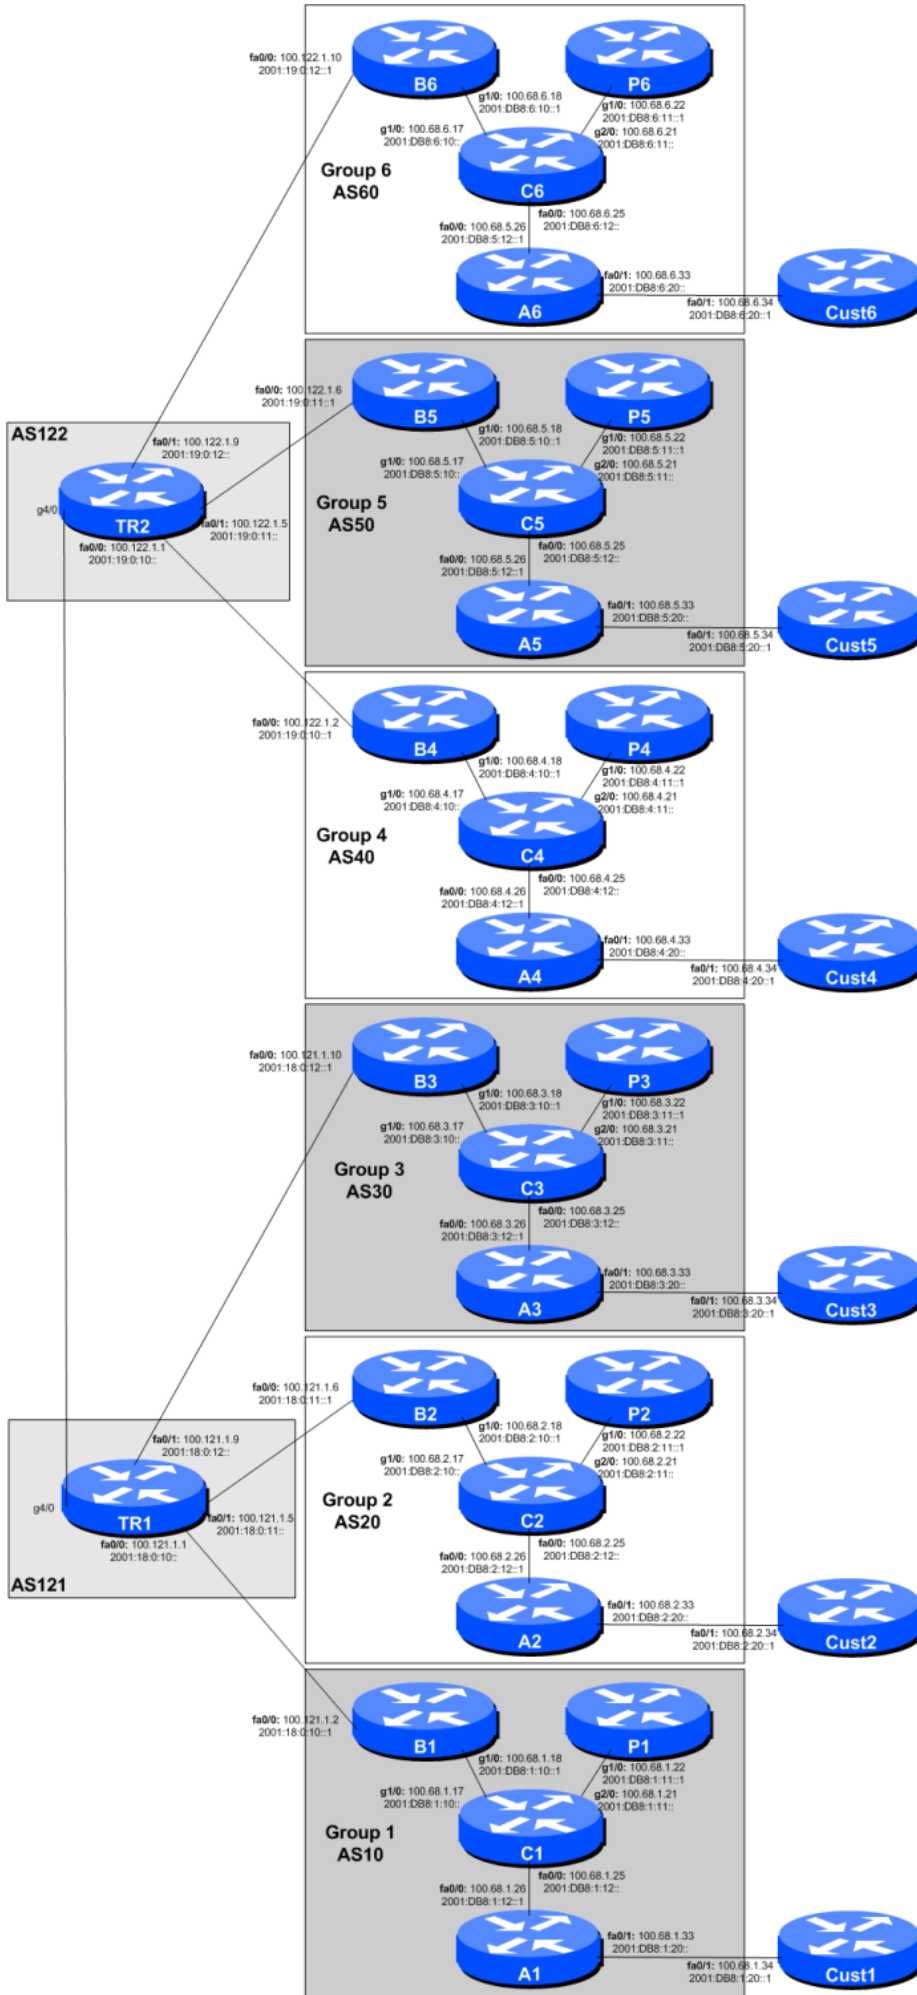 fa0/0: 100.122.1.10
2001:19:0:12::1
B6
P6
g1/0: 100.68.6.18
2001:DB8:6:10::1
g1/0: 100.68.6.22
2001:DB8:6:11::1
g1/0: 100.68.6.17
2001:DB8:6:10::
g2/0: 100.68.6.21
2001:DB8:6:11::
Group 6
AS60
C6
fa0/0: 100.68.6.25
2001:DB8:6:12::
fa0/0: 100.68.5.26
2001:DB8:5:12::1
A6
fa0/1: 100.68.6.33
2001:DB8:6:20::
fa0/1: 100.68.6.34
2001:DB8:6:20::1
Cust6
fa0/0: 100.122.1.6
2001:19:0:11::1
B5
P5
g1/0: 100.68.5.18
2001:DB8:5:10::1
g1/0: 100.68.5.22
2001:DB8:5:11::1
g1/0: 100.68.5.17
2001:DB8:5:10::
g2/0: 100.68.5.21
2001:DB8:5:11::
Group 5
AS50
C5
fa0/0: 100.68.5.25
2001:DB8:5:12::
fa0/0: 100.68.5.26
2001:DB8:5:12::1
A5
fa0/1: 100.68.5.33
2001:DB8:5:20::
fa0/1: 100.68.5.34
2001:DB8:5:20::1
Cust5
AS122
fa0/1: 100.122.1.9
2001:19:0:12::
g4/0
TR2
fa0/1: 100.122.1.5
2001:19:0:11::
fa0/0: 100.122.1.1
2001:19:0:10::
fa0/0: 100.122.1.2
2001:19:0:10::1
B4
P4
g1/0: 100.68.4.18
2001:DB8:4:10::1
g1/0: 100.68.4.22
2001:DB8:4:11::1
g1/0: 100.68.4.17
2001:DB8:4:10::
g2/0: 100.68.4.21
2001:DB8:4:11::
Group 4
AS40
C4
fa0/0: 100.68.4.25
2001:DB8:4:12::
fa0/0: 100.68.4.26
2001:DB8:4:12::1
A4
fa0/1: 100.68.4.33
2001:DB8:4:20::
fa0/1: 100.68.4.34
2001:DB8:4:20::1
Cust4
fa0/0: 100.121.1.10
2001:18:0:12::1
B3
P3
g1/0: 100.68.3.18
2001:DB8:3:10::1
g1/0: 100.68.3.22
2001:DB8:3:11::1
g1/0: 100.68.3.17
2001:DB8:3:10::
g2/0: 100.68.3.21
2001:DB8:3:11::
Group 3
AS30
C3
fa0/0: 100.68.3.25
2001:DB8:3:12::
fa0/0: 100.68.3.26
2001:DB8:3:12::1
A3
fa0/1: 100.68.3.33
2001:DB8:3:20::
fa0/1: 100.68.3.34
2001:DB8:3:20::1
Cust3
fa0/0: 100.121.1.6
2001:18:0:11::1
B2
P2
g1/0: 100.68.2.18
2001:DB8:2:10::1
g1/0: 100.68.2.22
2001:DB8:2:11::1
g1/0: 100.68.2.17
2001:DB8:2:10::
g2/0: 100.68.2.21
2001:DB8:2:11::
Group 2
AS20
C2
fa0/0: 100.68.2.25
2001:DB8:2:12::
fa0/0: 100.68.2.26
2001:DB8:2:12::1
A2
fa0/1: 100.68.2.33
2001:DB8:2:20::
fa0/1: 100.68.2.34
2001:DB8:2:20::1
Cust2
fa0/1: 100.121.1.9
2001:18:0:12::
g4/0
TR1
fa0/1: 100.121.1.5
2001:18:0:11::
fa0/0: 100.121.1.1
2001:18:0:10::
AS121
fa0/0: 100.121.1.2
2001:18:0:10::1
B1
P1
g1/0: 100.68.1.18
2001:DB8:1:10::1
g1/0: 100.68.1.22
2001:DB8:1:11::1
g1/0: 100.68.1.17
2001:DB8:1:10::
g2/0: 100.68.1.21
2001:DB8:1:11::
Group 1
AS10
C1
fa0/0: 100.68.1.25
2001:DB8:1:12::
fa0/0: 100.68.1.26
2001:DB8:1:12::1
A1
fa0/1: 100.68.1.33
2001:DB8:1:20::
fa0/1: 100.68.1.34
2001:DB8:1:20::1
Cust1